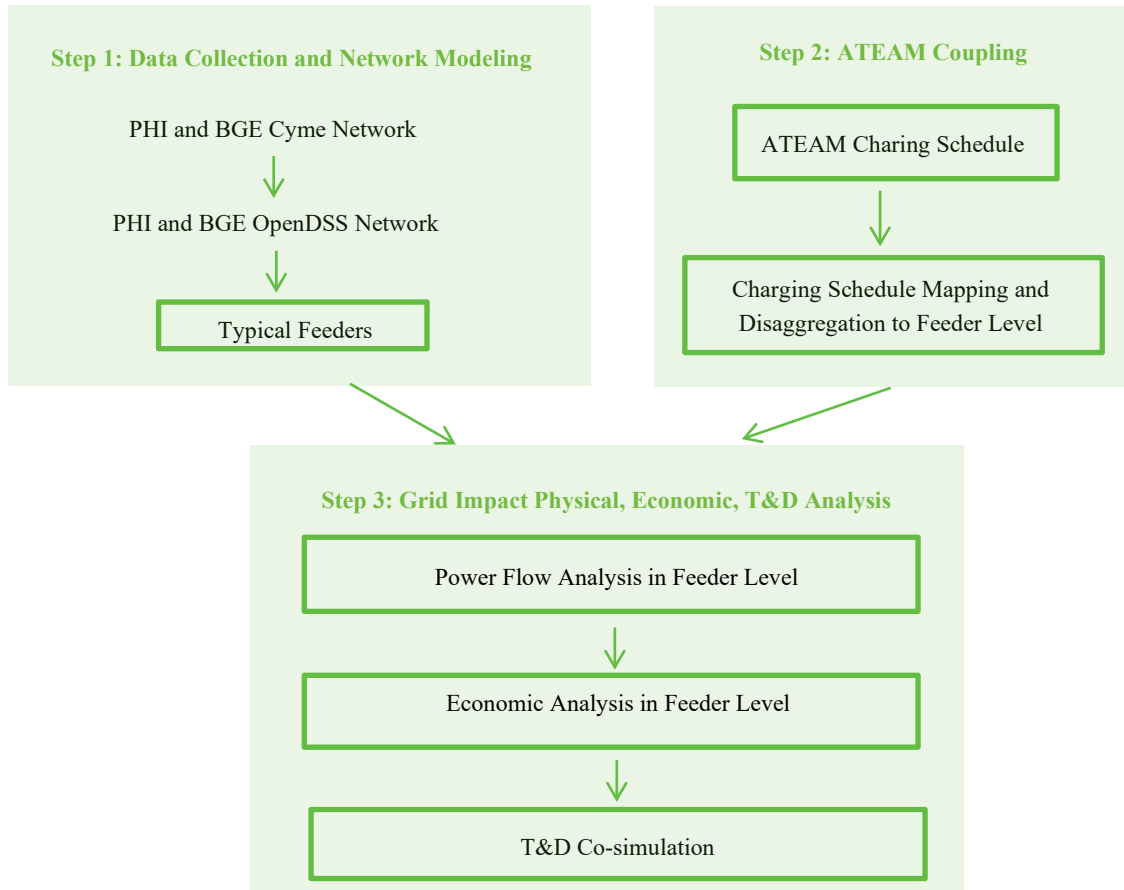 Step 1: Data Collection and Network Modeling
PHI and BGE Cyme Network
PHI and BGE OpenDSS Network
Typical Feeders
Step 2: ATEAM Coupling
ATEAM Charing Schedule
Charging Schedule Mapping and
Disaggregation to Feeder Level
Step 3: Grid Impact Physical, Economic, T&D Analysis
Power Flow Analysis in Feeder Level
Economic Analysis in Feeder Level
T&D Co-simulation